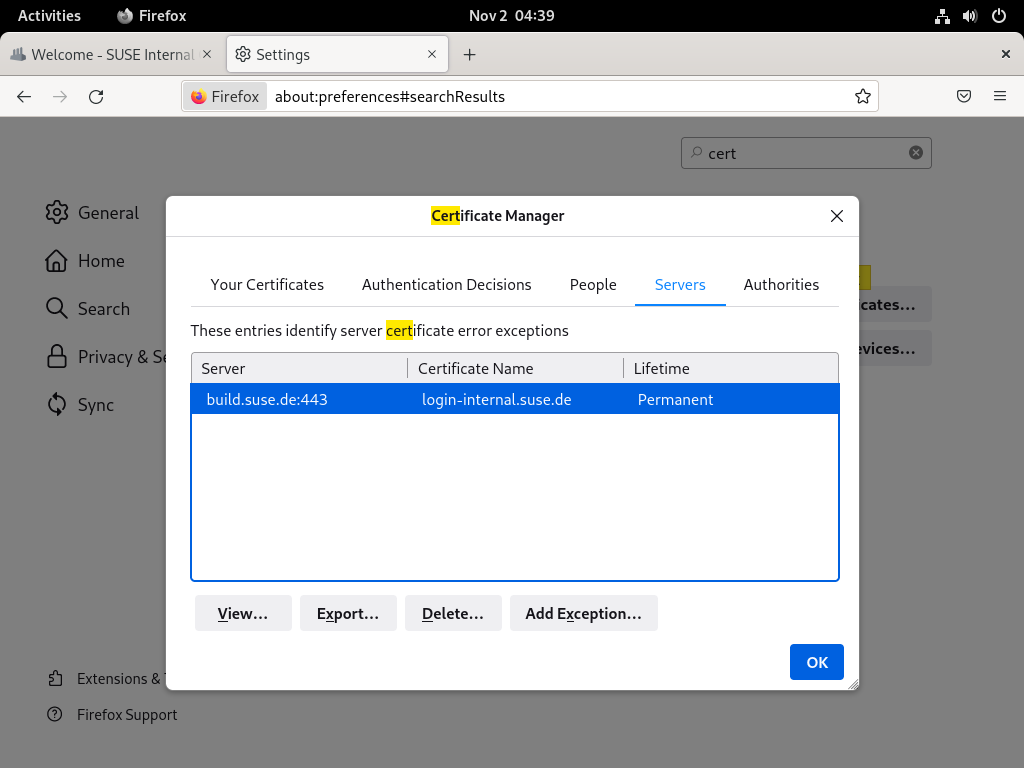 Activities Firefox Nov 2 04:39
Welcome - SUSE Internal Settings
Firefox about:preferences#searchResults
cert
General
Home
Search
Privacy & Se
Sync
Extensions &
Firefox Support
Certificate Manager
Your Certificates Authentication Decisions People Servers Authorities
These entries identify server certificate error exceptions
Server Certificate Name Lifetime
build.suse.de:443 login-internal.suse.de Permanent
View… Export… Delete… Add Exception…
OK
cates…
evices…